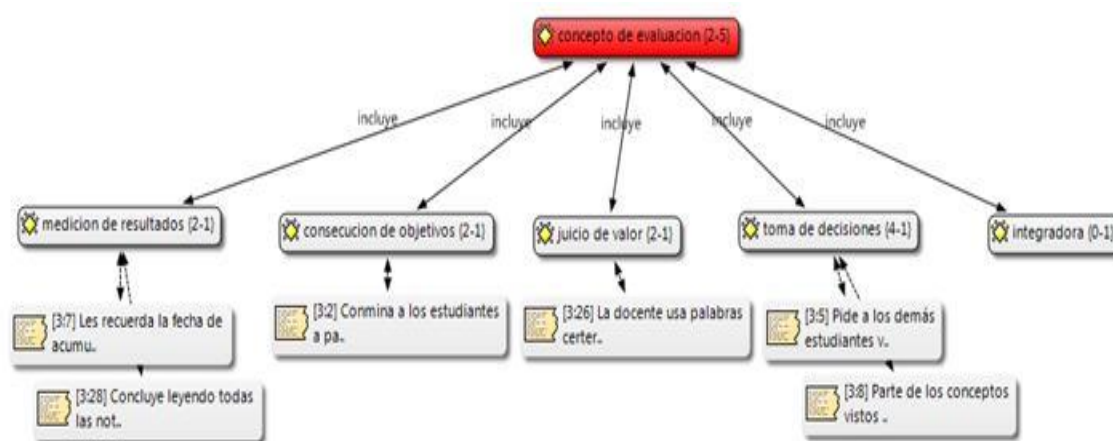 concepto de evaluacion {2-5}
incluye
incluye
incluye
incluye
incluye
medicion de resultados {2-1}
consecucion de objetivos {2-1}
juicio de valor {2-1}
toma de decisiones {4-1}
integradora {0-1}
[3:7] Les recuerda la fecha de
acumu..
[3:2] Conmina a los estudiantes
a pa..
[3:26] La docente usa palabras
certer..
[3:5] Pide a los demás
estudiantes v..
[3:28] Concluye leyendo todas
las not..
[3:8] Parte de los conceptos
vistos ..